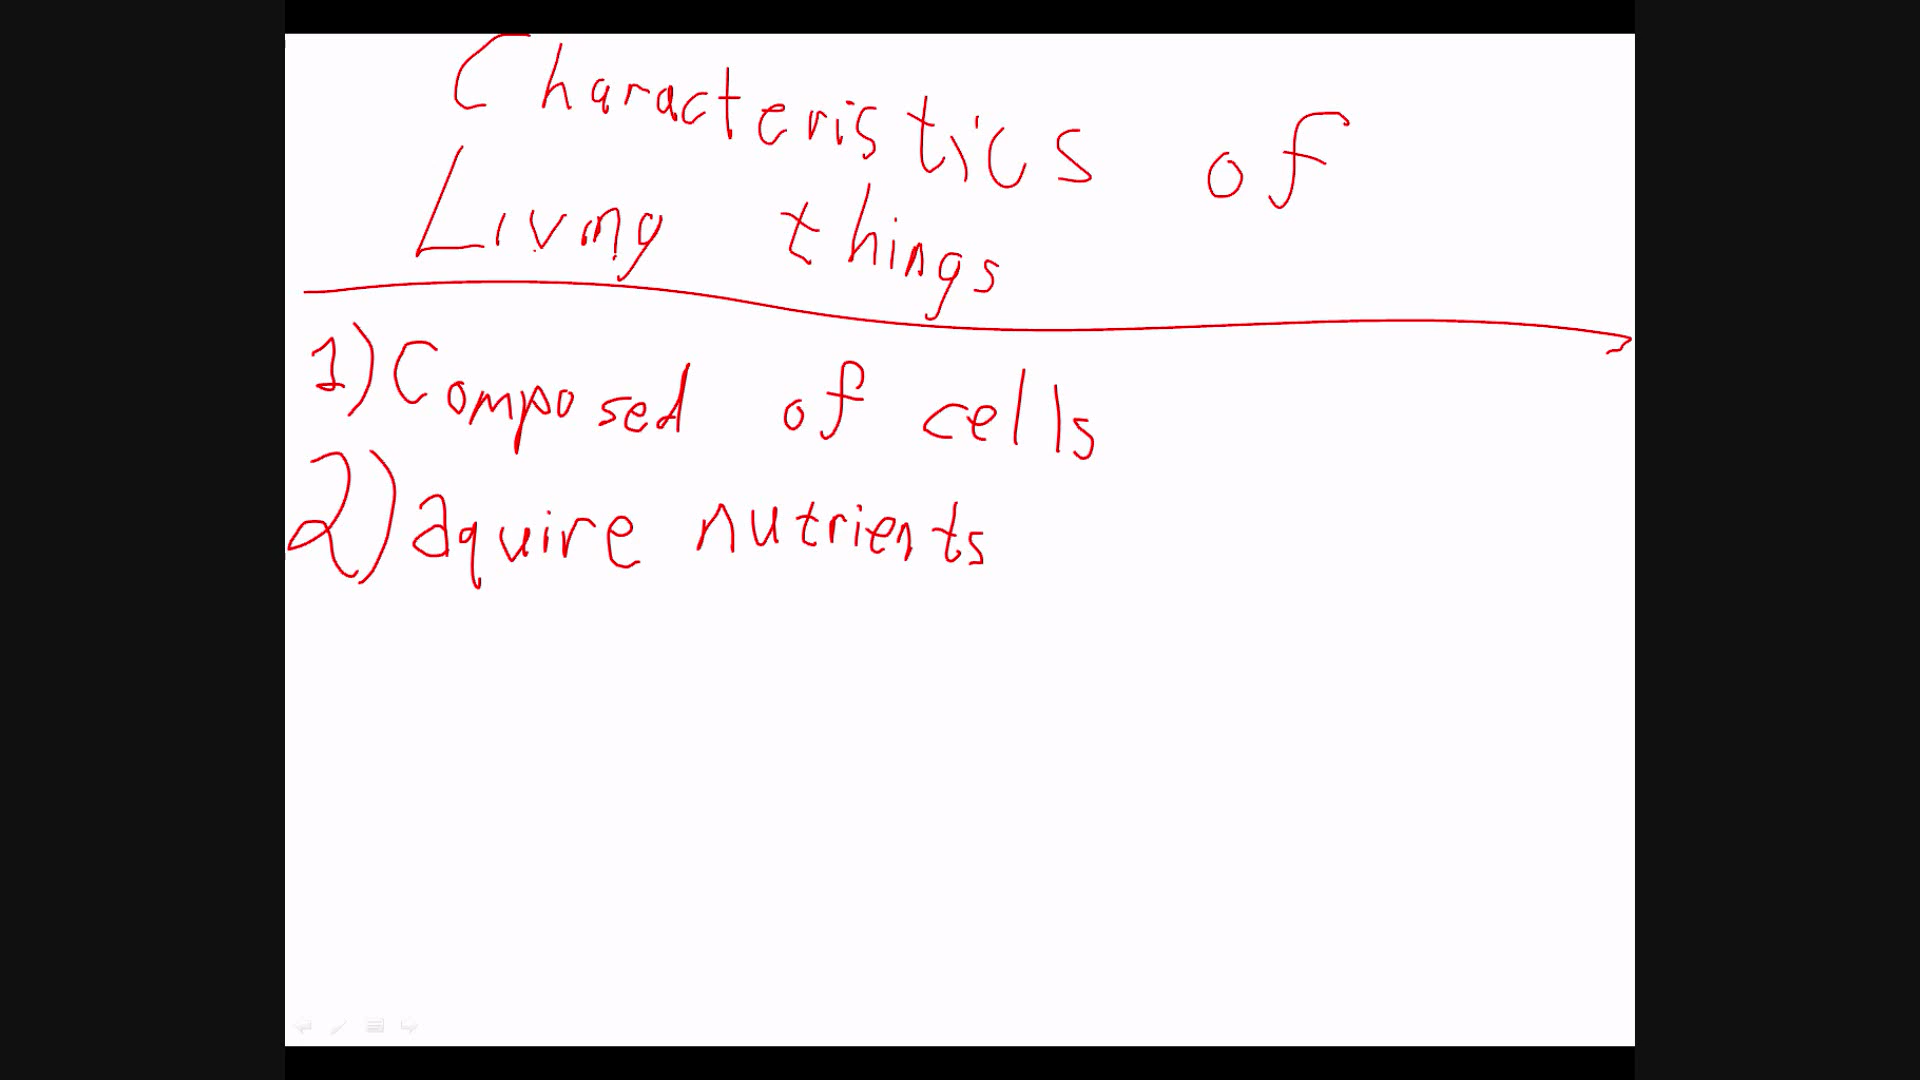 Characteristics of
Living things
1) Composed of cells
2) aquire nutrients